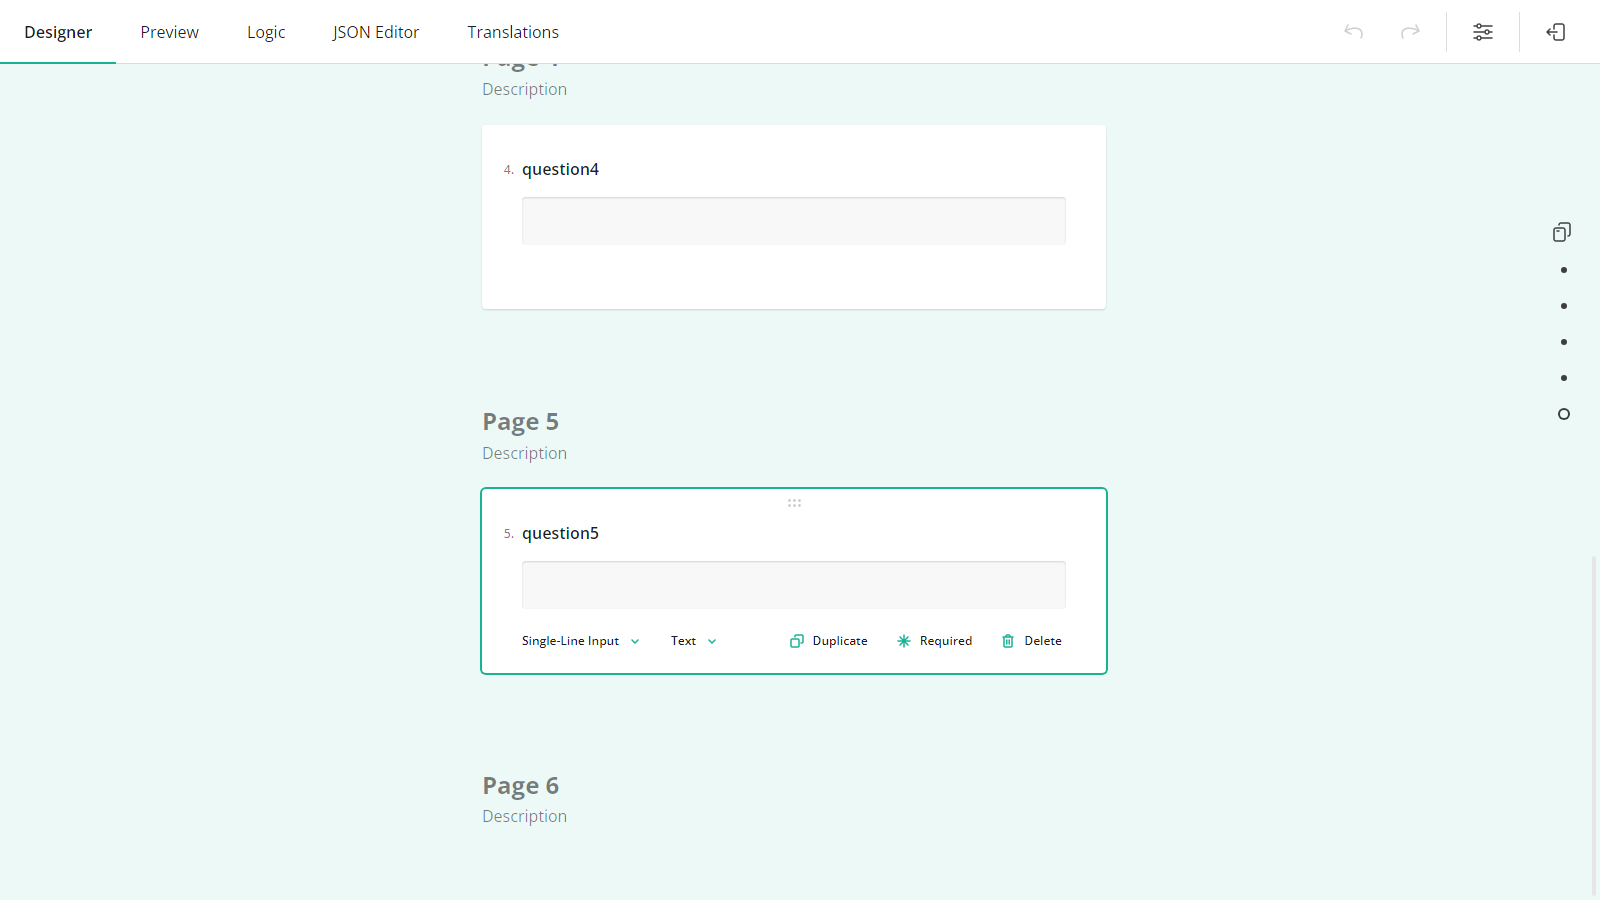 Designer
Preview
Logic
JSON Editor
Translations
Description
4. question4
Page 5
Description
5. question5
Single-Line Input
Text
Duplicate
Required
Delete
Page 6
Description